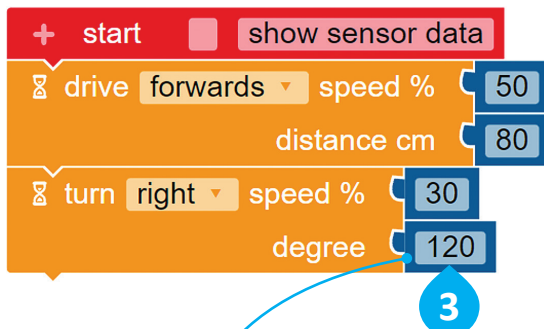 + start show sensor data
drive forwards speed % 50
distance cm 80
turn right speed % 30
degree 120
3